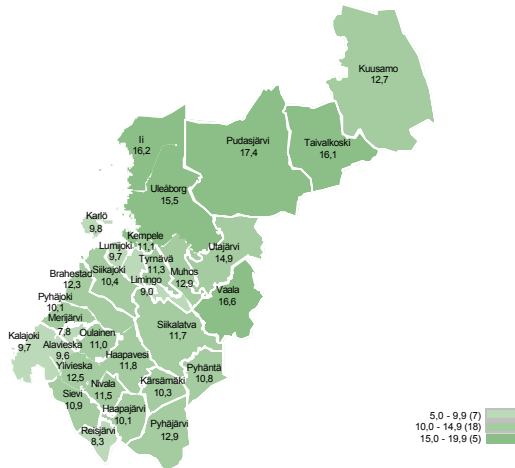 Kuusamo
12,7
Ii
16,2
Pudasjärvi
17,4
Taivalkoski
16,1
Uleåborg
15,5
Karlö
9,8
Kempele
11,1
Lumijoki
9,7
Utajärvi
14,9
Tyrnävä
11,3
Brahestad
12,3
Siikajoki
10,4
Muhos
12,9
Limingo
9,0
Vaala
16,6
Pyhäjoki
10,1
Merijärvi
7,8
Siikalatva
11,7
Kalajoki
9,7
Oulainen
11,0
Alavieska
9,6
Haapavesi
11,8
Ylivieska
12,5
Pyhäntä
10,8
Nivala
11,5
Kärsämäki
10,3
Sievi
10,9
Haapajärvi
10,1
Reisjärvi
8,3
Pyhäjärvi
12,9
5,0 - 9,9 (7)
10,0 - 14,9 (18)
15,0 - 19,9 (5)